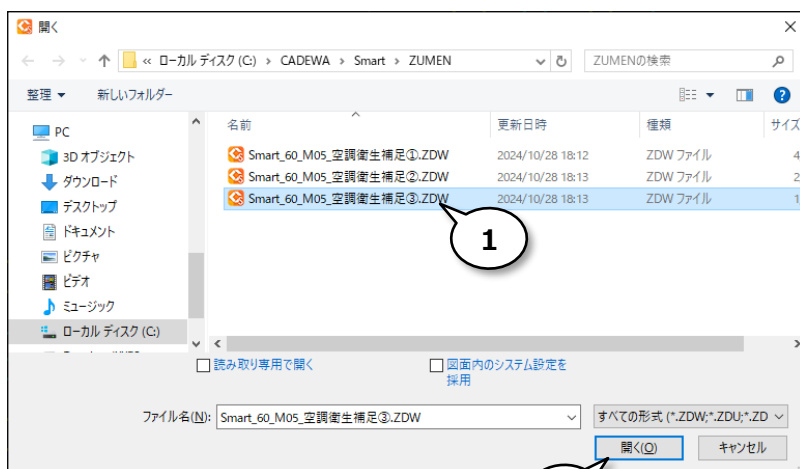 開く
« ローカル ディスク (C:) › CADEWA › Smart › ZUMEN
ZUMENの検索
整理 新しいフォルダー
名前 更新日時 種類 サイズ
PC
3D オブジェクト
ダウンロード
デスクトップ
ドキュメント
ピクチャ
ビデオ
ミュージック
ローカル ディスク (C:)
Smart_60_M05_空調衛生補足①.ZDW 2024/10/28 18:12 ZDW ファイル 4
Smart_60_M05_空調衛生補足②.ZDW 2024/10/28 18:13 ZDW ファイル 2
Smart_60_M05_空調衛生補足③.ZDW 2024/10/28 18:13 ZDW ファイル 1
1
読み取り専用で開く
図面内のシステム設定を
採用
ファイル名(N): Smart_60_M05_空調衛生補足③.ZDW
すべての形式 (*.ZDW;*.ZDU;*.ZD
開く(O) キャンセル